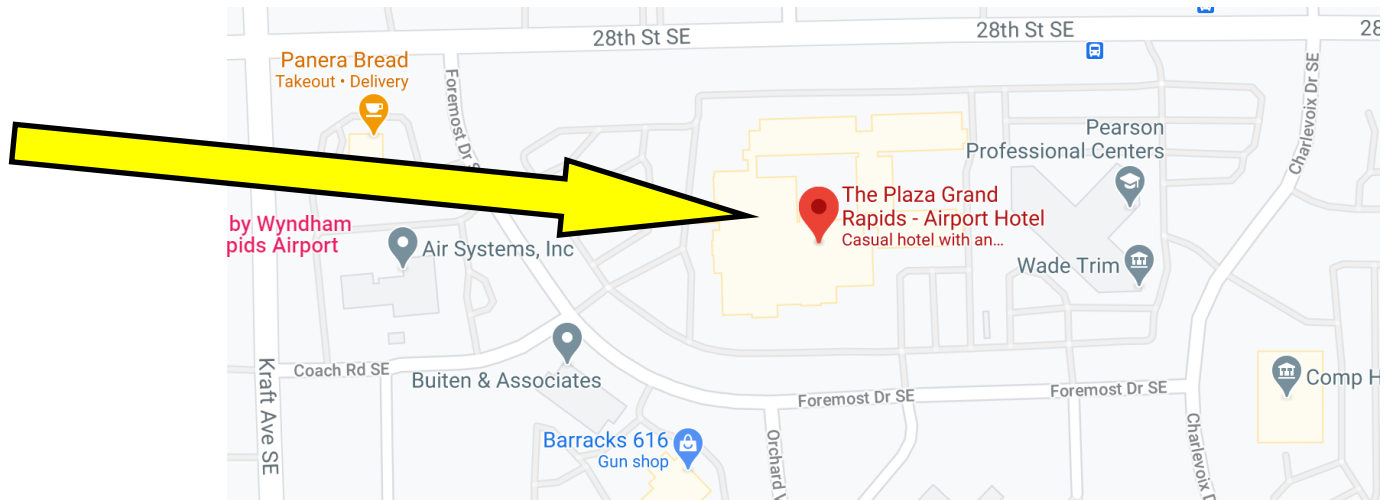 28th St SE
28th St SE
28
Panera Bread
Takeout • Delivery
Foremost Dr S
Charlevoix Dr SE
Pearson
Professional Centers
The Plaza Grand
Rapids - Airport Hotel
Casual hotel with an...
by Wyndham
pids Airport
Air Systems, Inc
Wade Trim
Kraft Ave SE
Coach Rd SE
Buiten & Associates
Foremost Dr SE
Foremost Dr SE
Comp H
Barracks 616
Gun shop
Orchard V
Charlevoix D